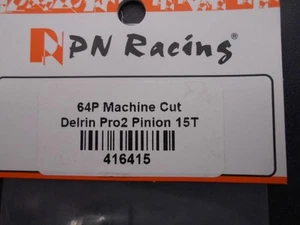 PN Racing®
64P Machine Cut
Delrin Pro2 Pinion 15T
416415